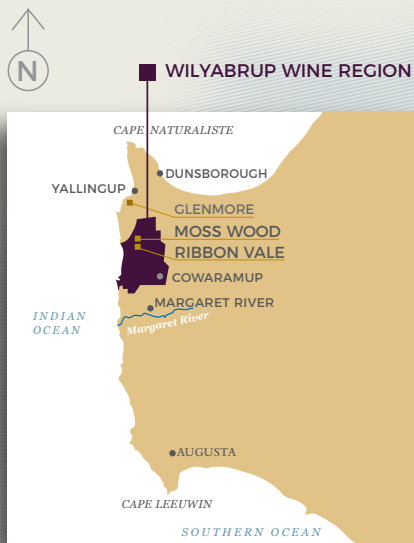 N
WILYABRUP WINE REGION
CAPE NATURALISTE
DUNSBOROUGH
YALLINGUP
GLENMORE
MOSS WOOD
RIBBON VALE
COWARAMUP
MARGARET RIVER
Margaret River
INDIAN
OCEAN
AUGUSTA
CAPE LEEUWIN
SOUTHERN OCEAN